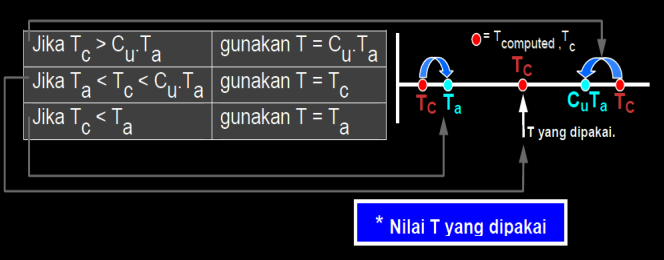 Jika Tc > Cu.Ta gunakan T = Cu.Ta
Jika Ta < Tc < Cu.Ta gunakan T = Tc
Jika Tc < Ta gunakan T = Ta
= Tcomputed ,Tc
Tc
Tc Ta CuTa Tc
T yang dipakai.
* Nilai T yang dipakai